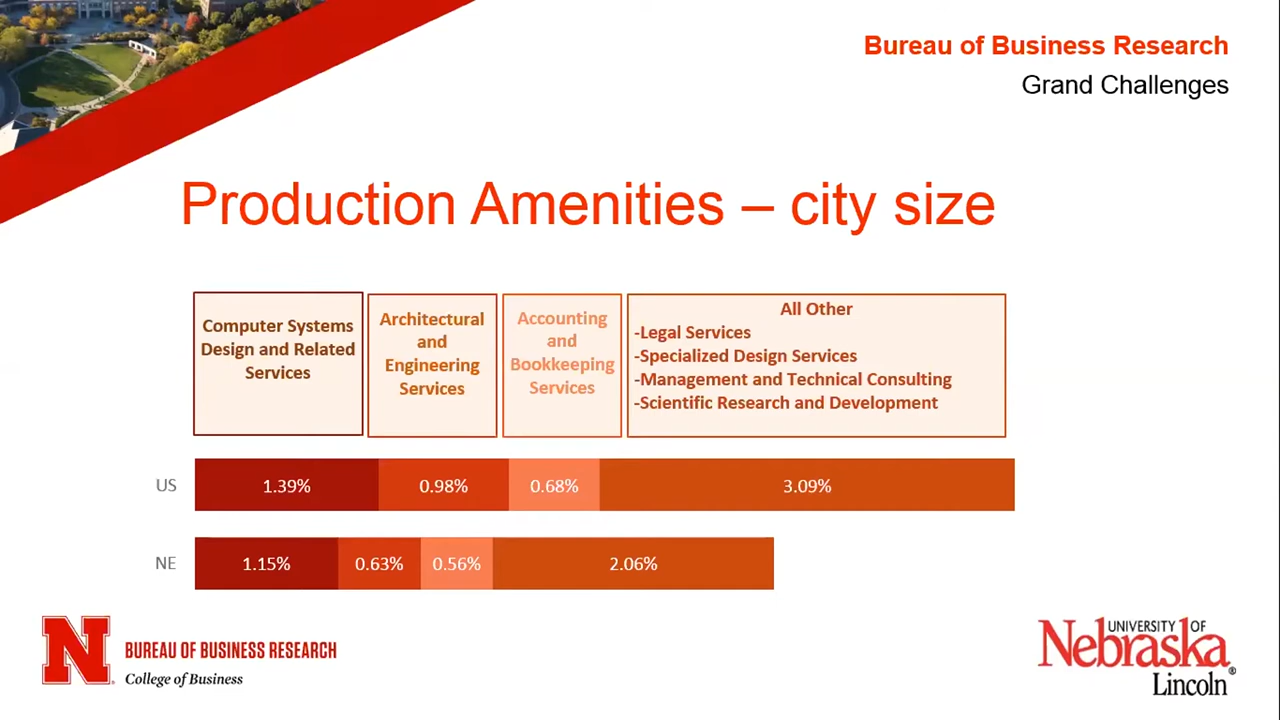 Bureau of Business Research
Grand Challenges
Production Amenities – city size
Computer Systems
Design and Related
Services
Architectural
and
Engineering
Services
Accounting
and
Bookkeeping
Services
All Other
-Legal Services
-Specialized Design Services
-Management and Technical Consulting
-Scientific Research and Development
US 1.39% 0.98% 0.68% 3.09%
NE 1.15% 0.63% 0.56% 2.06%
N
BUREAU OF BUSINESS RESEARCH
College of Business
UNIVERSITY OF
Nebraska
Lincoln®